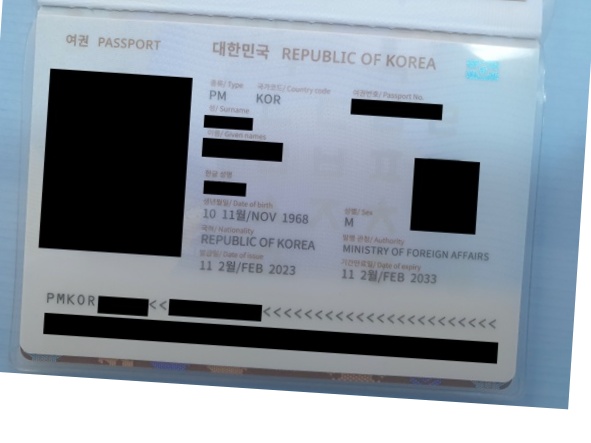 여권 PASSPORT
대한민국 REPUBLIC OF KOREA
종류/ Type 국가코드/ Country code 여권번호/ Passport No.
PM KOR
성/ Surname
이름/ Given names
한글 성명
생년월일/ Date of birth 성별/ Sex
10 11월/NOV 1968 M
국적/ Nationality 발행 관청/ Authority
REPUBLIC OF KOREA MINISTRY OF FOREIGN AFFAIRS
발급일/ Date of issue 기간만료일/ Date of expiry
11 2월/FEB 2023 11 2월/FEB 2033
PMKOR << <<<<<<<<<<<<<<<<<<<<<<<<<<<